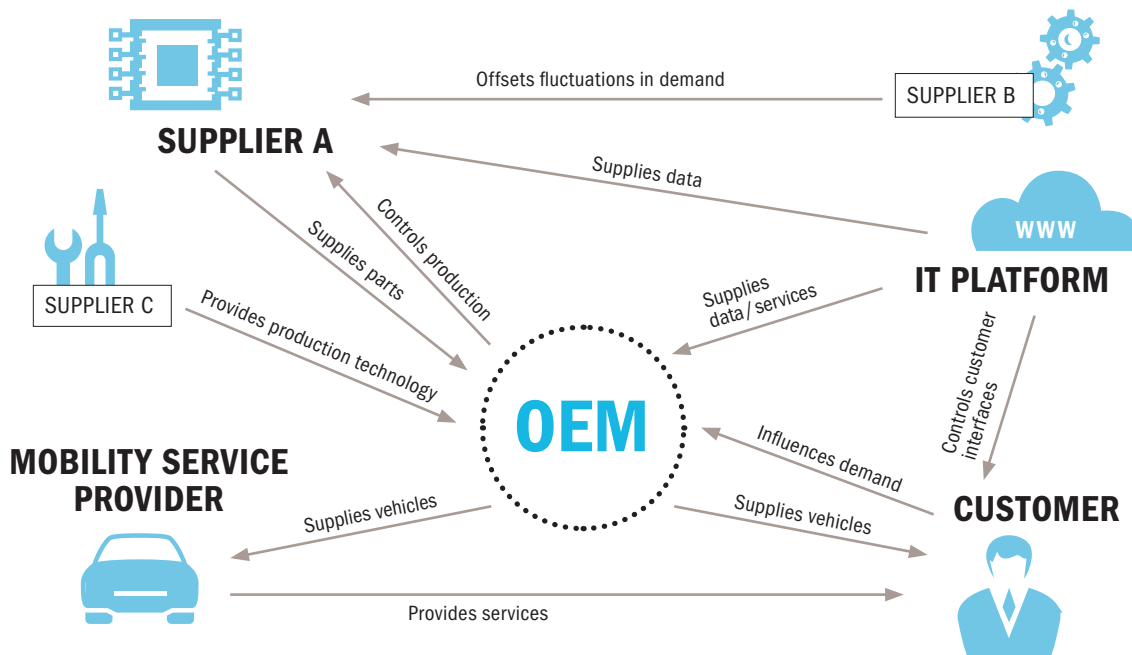 Offsets fluctuations in demand
SUPPLIER B
SUPPLIER A
Supplies data
WWW
IT PLATFORM
Controls production
Supplies parts
SUPPLIER C
Provides production technology
Supplies
data/services
Controls customer
interfaces
OEM
Influences demand
MOBILITY SERVICE
PROVIDER
Supplies vehicles
Supplies vehicles
CUSTOMER
Provides services